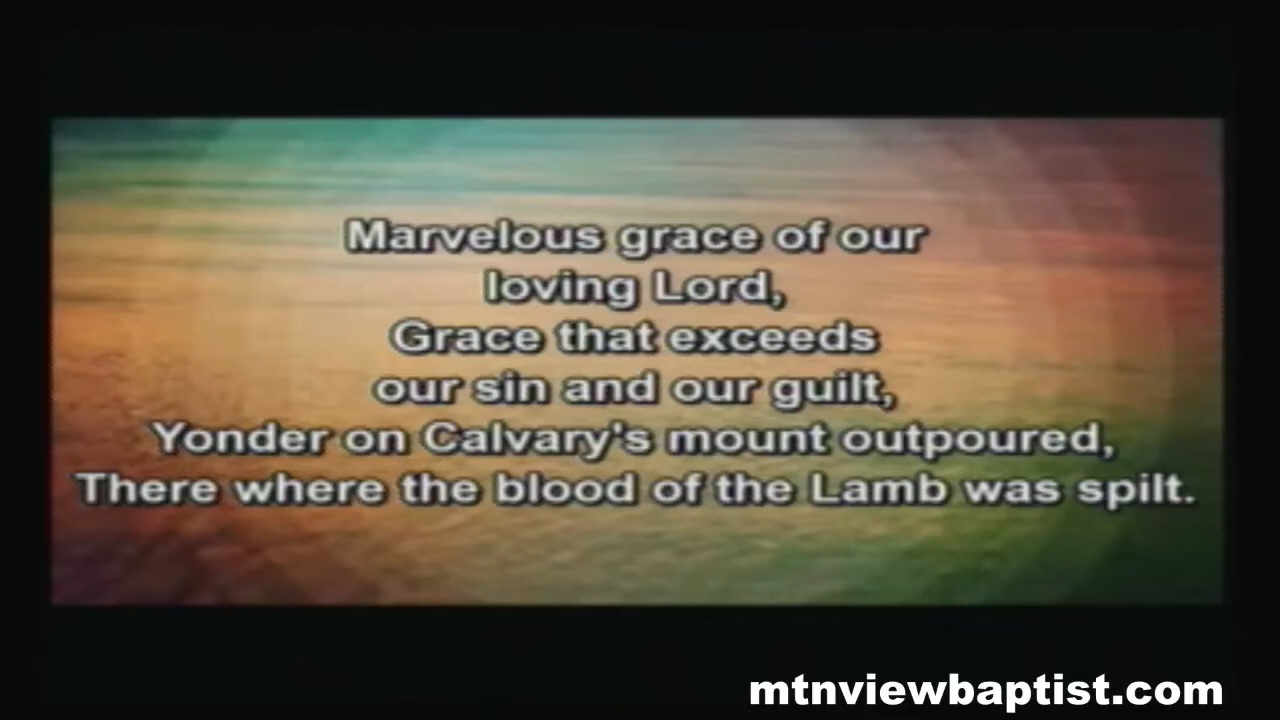 Marvelous grace of our
loving Lord,
Grace that exceeds
our sin and our guilt,
Yonder on Calvary's mount outpoured,
There where the blood of the Lamb was spilt.
mtnviewbaptist.com